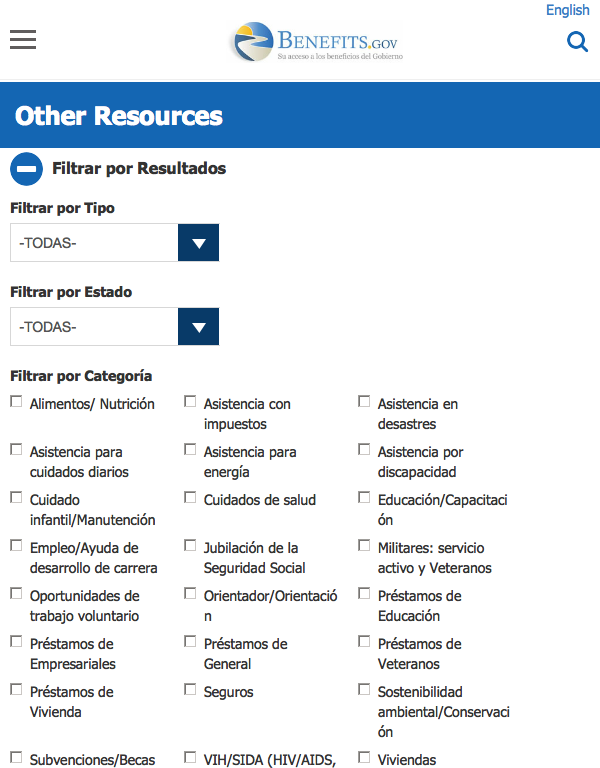 English
BENEFITS.GOV
Su acceso a los beneficios del Gobierno
Other Resources
Filtrar por Resultados
Filtrar por Tipo
-TODAS-
Filtrar por Estado
-TODAS-
Filtrar por Categoría
Alimentos/ Nutrición
Asistencia con
impuestos
Asistencia en
desastres
Asistencia para
cuidados diarios
Asistencia para
energía
Asistencia por
discapacidad
Cuidado
infantil/Manutención
Cuidados de salud
Educación/Capacitaci
ón
Empleo/Ayuda de
desarrollo de carrera
Jubilación de la
Seguridad Social
Militares: servicio
activo y Veteranos
Oportunidades de
trabajo voluntario
Orientador/Orientació
n
Préstamos de
Educación
Préstamos de
Empresariales
Préstamos de
General
Préstamos de
Veteranos
Préstamos de
Vivienda
Seguros
Sostenibilidad
ambiental/Conservaci
ón
Subvenciones/Becas
VIH/SIDA (HIV/AIDS,
Viviendas